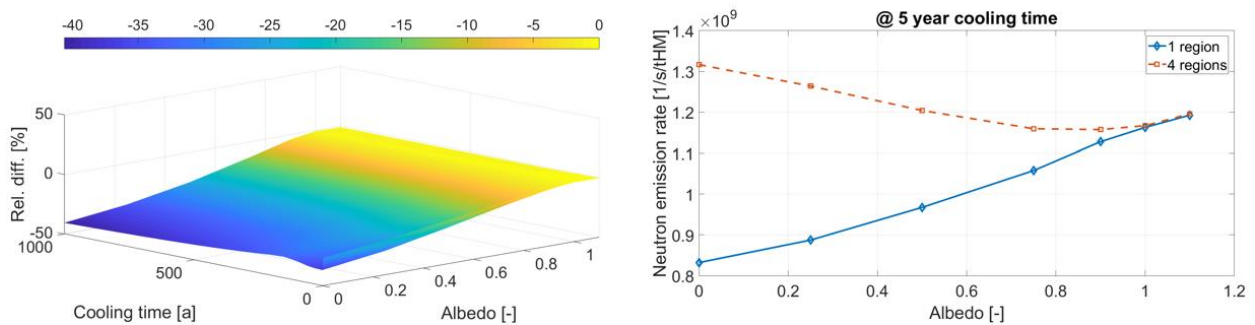 -40 -35 -30 -25 -20 -15 -10 -5 0
50
0
-50
Rel. diff. [%]
1000
500
0
Cooling time [a]
0 0.2 0.4 0.6 0.8 1
Albedo [-]
×10⁹
@ 5 year cooling time
1.4
1.3
1.2
1.1
1
0.9
0.8
Neutron emission rate [1/s/tHM]
1 region
4 regions
0 0.2 0.4 0.6 0.8 1 1.2
Albedo [-]